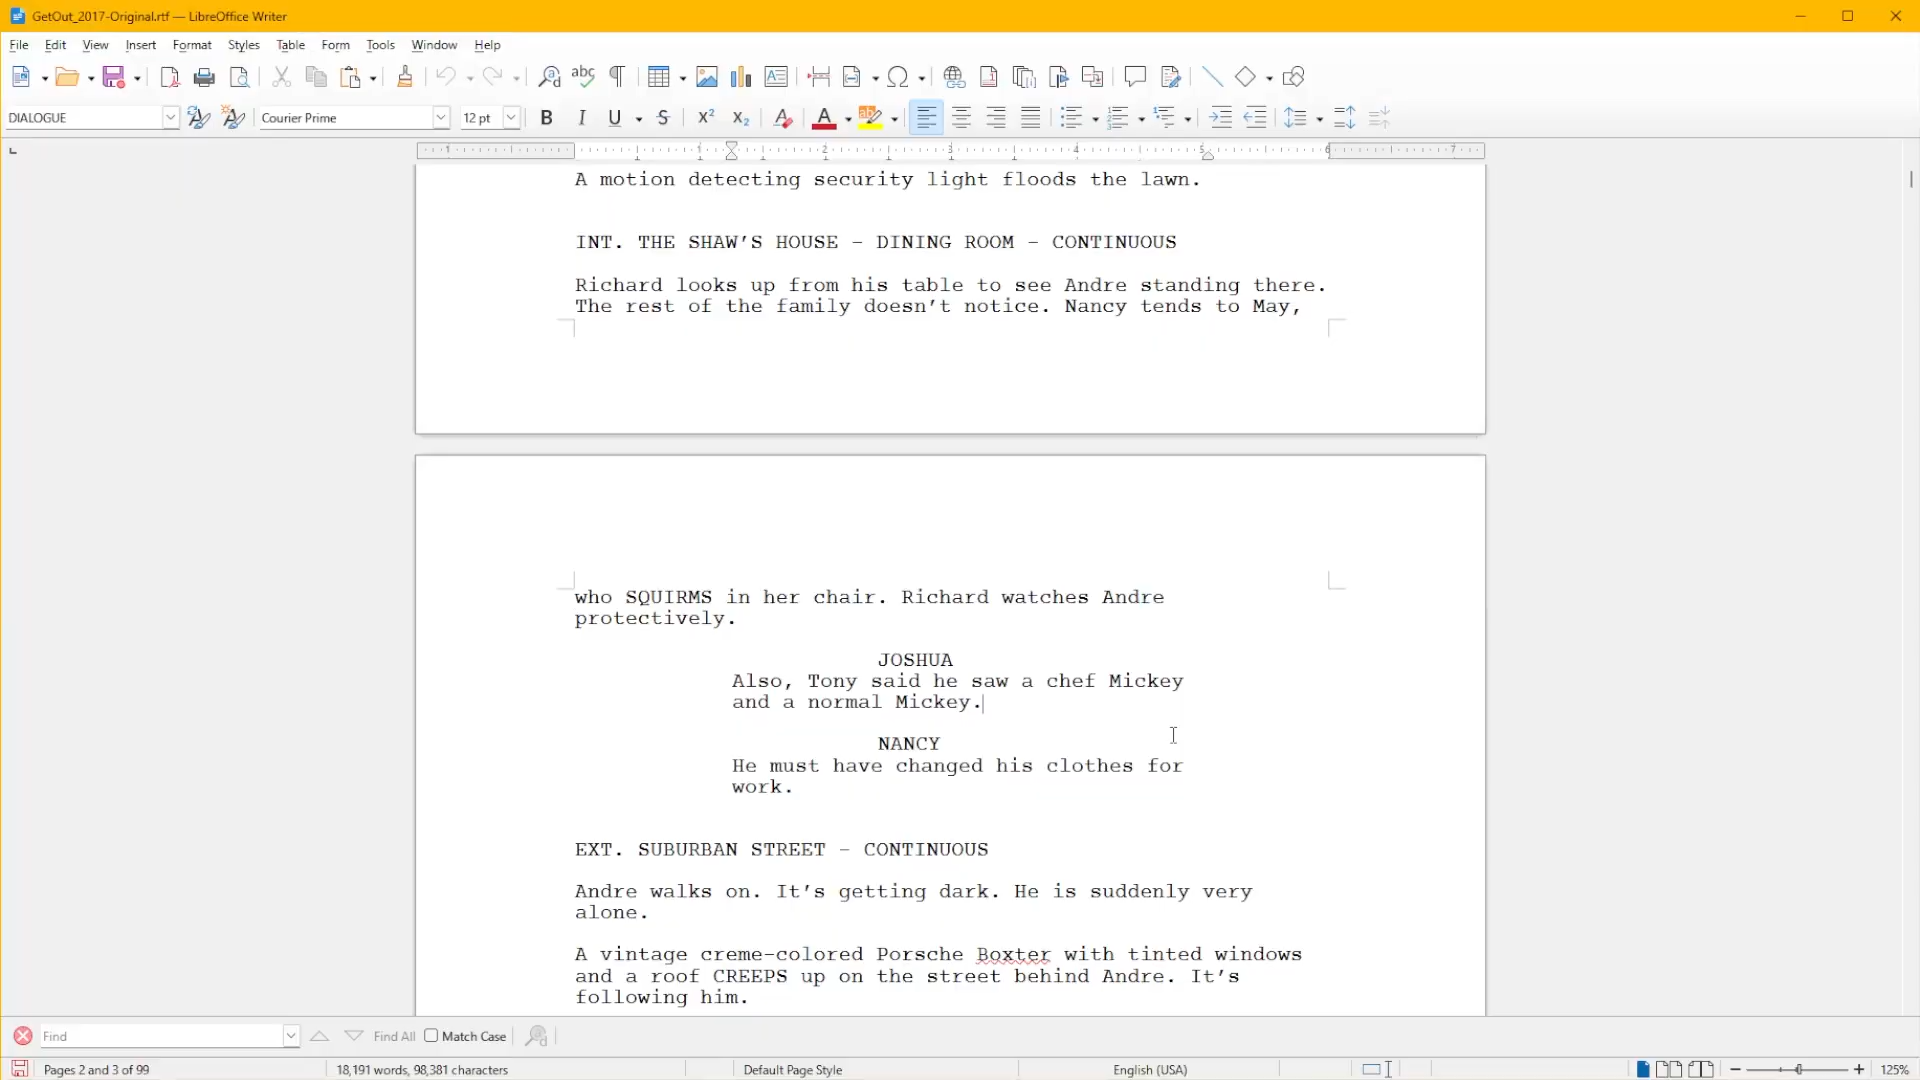 GetOut_2017-Original.rtf — LibreOffice Writer
File Edit View Insert Format Styles Table Form Tools Window Help
DIALOGUE Courier Prime 12 pt
A motion detecting security light floods the lawn.
INT. THE SHAW’S HOUSE – DINING ROOM – CONTINUOUS
Richard looks up from his table to see Andre standing there.
The rest of the family doesn’t notice. Nancy tends to May,
who SQUIRMS in her chair. Richard watches Andre
protectively.
JOSHUA
Also, Tony said he saw a chef Mickey
and a normal Mickey.
NANCY
He must have changed his clothes for
work.
EXT. SUBURBAN STREET – CONTINUOUS
Andre walks on. It’s getting dark. He is suddenly very
alone.
A vintage creme-colored Porsche Boxter with tinted windows
and a roof CREEPS up on the street behind Andre. It’s
following him.
Find Find All Match Case
Pages 2 and 3 of 99 18,191 words, 98,381 characters Default Page Style English (USA) 125%